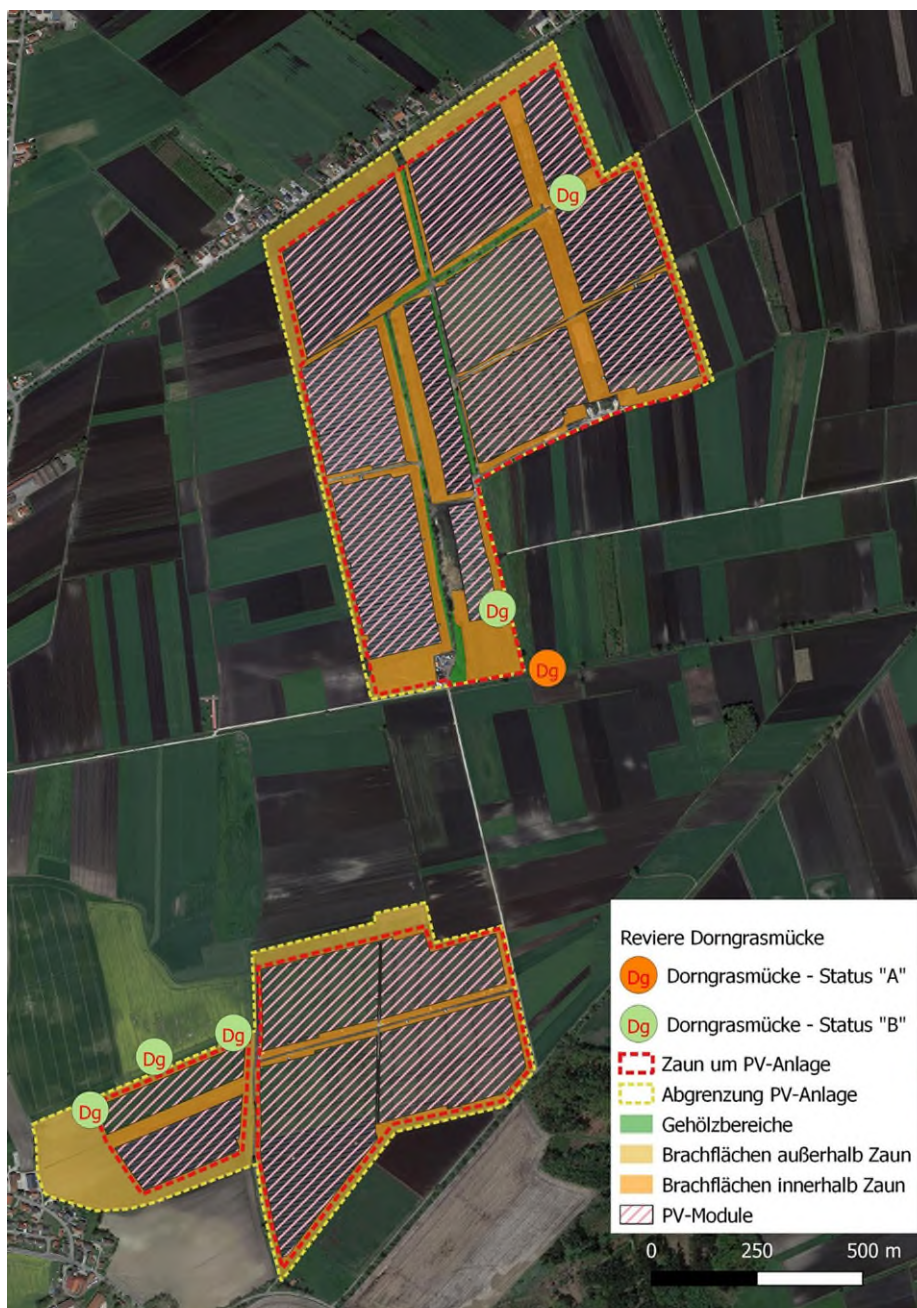 Dg
Dg
Dg
Dg
Dg
Dg
Reviere Dorngrasmücke
Dg Dorngrasmücke - Status "A"
Dg Dorngrasmücke - Status "B"
Zaun um PV-Anlage
Abgrenzung PV-Anlage
Gehölzbereiche
Brachflächen außerhalb Zaun
Brachflächen innerhalb Zaun
PV-Module
0 250 500 m